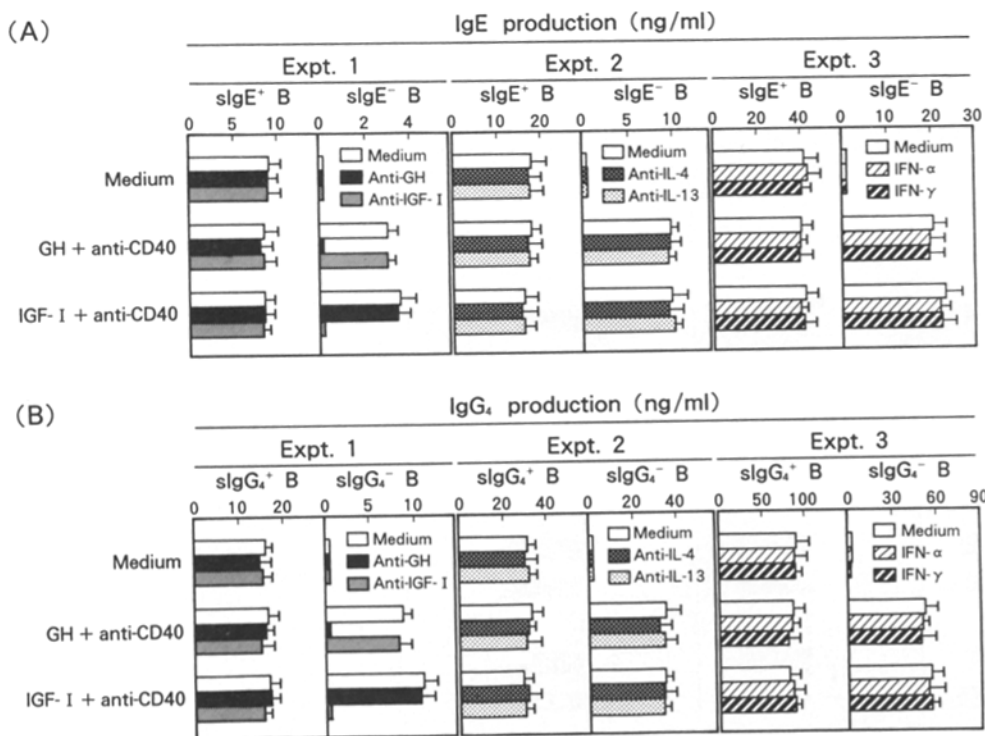 (A)
IgE production (ng/ml)
Expt. 1 Expt. 2 Expt. 3
sIgE⁺ B sIgE⁻ B sIgE⁺ B sIgE⁻ B sIgE⁺ B sIgE⁻ B
0 5 10 0 2 4 0 10 20 0 5 10 0 20 40 0 10 20 30
Medium
Medium
Anti-GH
Anti-IGF-I
Medium
Anti-IL-4
Anti-IL-13
Medium
IFN-α
IFN-γ
GH + anti-CD40
IGF-I + anti-CD40
(B)
IgG₄ production (ng/ml)
Expt. 1 Expt. 2 Expt. 3
sIgG₄⁺ B sIgG₄⁻ B sIgG₄⁺ B sIgG₄⁻ B sIgG₄⁺ B sIgG₄⁻ B
0 10 20 0 5 10 0 20 40 0 20 40 0 50 100 0 30 60 90
Medium
Medium
Anti-GH
Anti-IGF-I
Medium
Anti-IL-4
Anti-IL-13
Medium
IFN-α
IFN-γ
GH + anti-CD40
IGF-I + anti-CD40